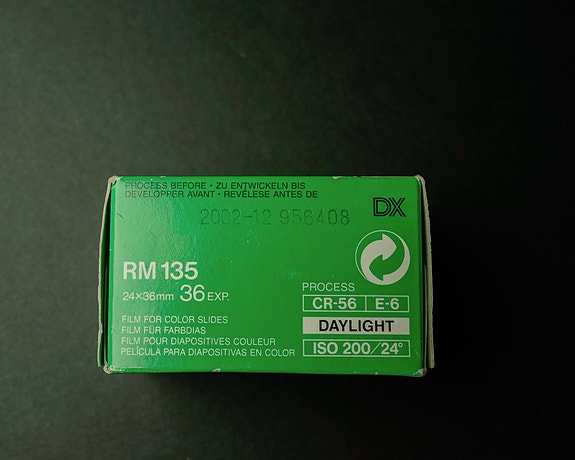 PROCESS BEFORE • ZU ENTWICKELN BIS
DEVELOPPER AVANT • REVÉLESE ANTES DE
2002-12 956408
DX
RM 135
24×36mm 36 EXP.
PROCESS
CR-56 E-6
DAYLIGHT
ISO 200/24°
FILM FOR COLOR SLIDES
FILM FÜR FARBDIAS
FILM POUR DIAPOSITIVES COULEUR
PELÍCULA PARA DIAPOSITIVAS EN COLOR